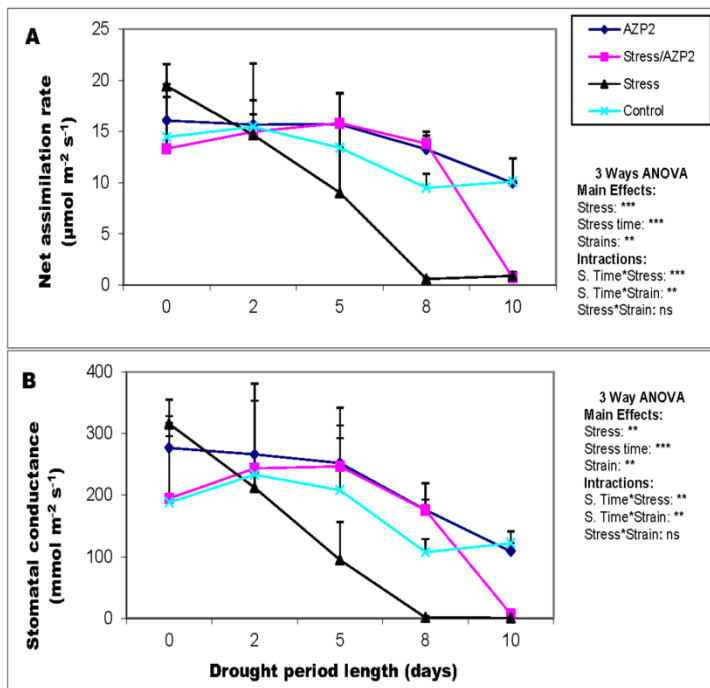 A
Net assimilation rate
(µmol m⁻² s⁻¹)
25
20
15
10
5
0
0 2 5 8 10
AZP2
Stress/AZP2
Stress
Control
3 Ways ANOVA
Main Effects:
Stress: ***
Stress time: ***
Strains: **
Intractions:
S. Time*Stress: ***
S. Time*Strain: **
Stress*Strain: ns
B
Stomatal conductance
(mmol m⁻² s⁻¹)
400
300
200
100
0
0 2 5 8 10
Drought period length (days)
3 Way ANOVA
Main Effects:
Stress: **
Stress time: ***
Strain: **
Intractions:
S. Time*Stress: **
S. Time*Strain: **
Stress*Strain: ns